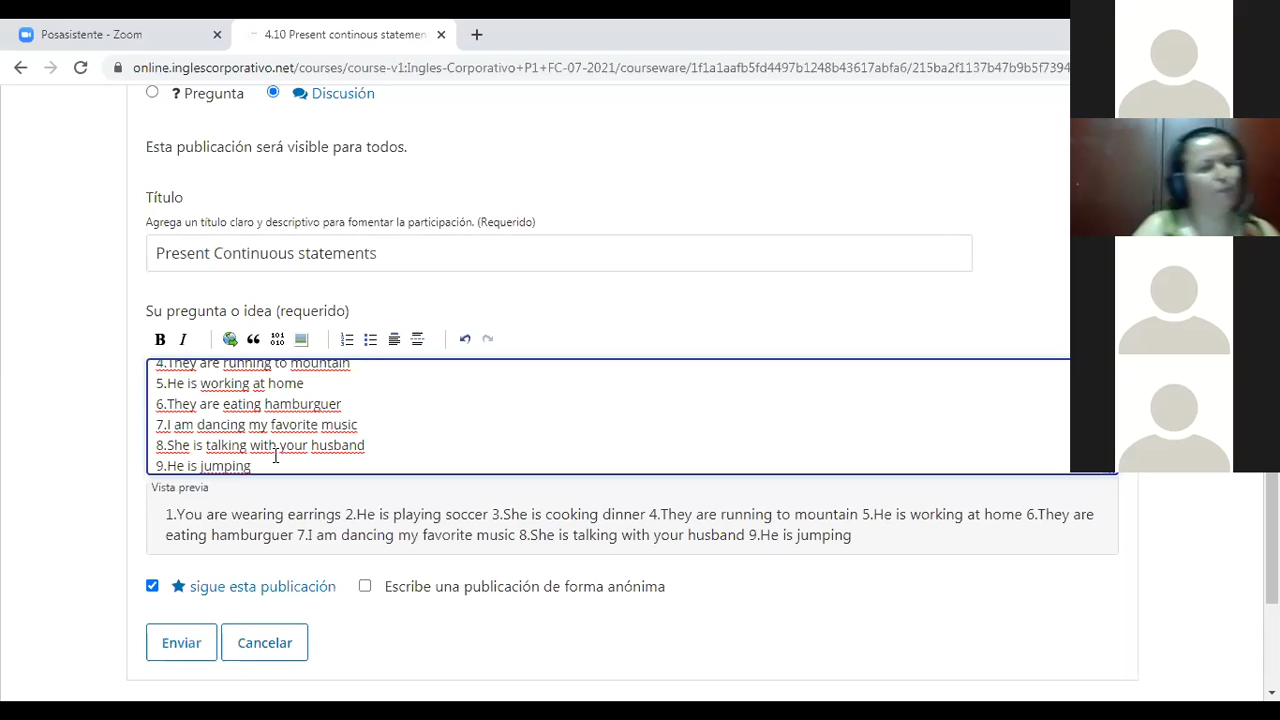 Posasistente - Zoom
4.10 Present continous statemen
online.inglescorporativo.net/courses/course-v1:Ingles-Corporativo+P1+FC-07-2021/courseware/1f1a1aafb5fd4497b1248b43617abfa6/215ba2f1137b47b9b5f7394
? Pregunta
Discusión
Esta publicación será visible para todos.
Título
Agrega un título claro y descriptivo para fomentar la participación. (Requerido)
Present Continuous statements
Su pregunta o idea (requerido)
B I
4.They are running to mountain
5.He is working at home
6.They are eating hamburguer
7.I am dancing my favorite music
8.She is talking with your husband
9.He is jumping
Vista previa
1.You are wearing earrings 2.He is playing soccer 3.She is cooking dinner 4.They are running to mountain 5.He is working at home 6.They are
eating hamburguer 7.I am dancing my favorite music 8.She is talking with your husband 9.He is jumping
sigue esta publicación
Escribe una publicación de forma anónima
Enviar
Cancelar